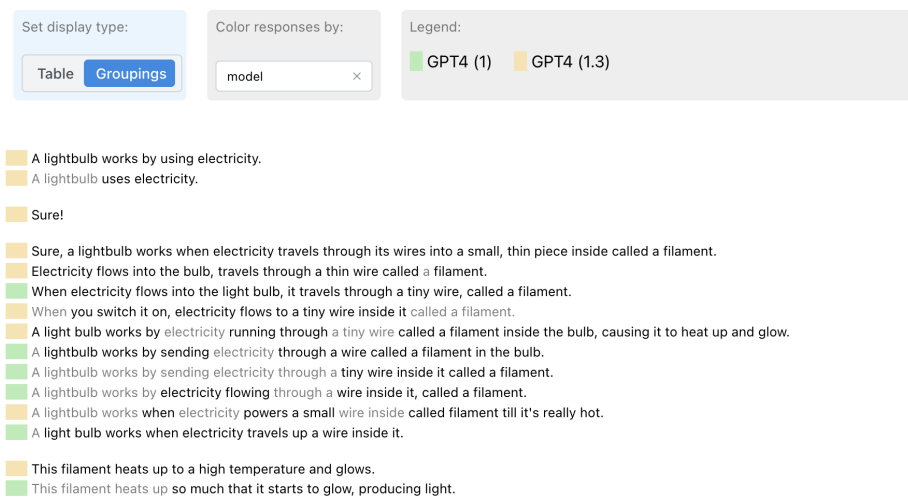 Set display type:
Table Groupings
Color responses by:
model ×
Legend:
GPT4 (1) GPT4 (1.3)
A lightbulb works by using electricity.
A lightbulb uses electricity.
Sure!
Sure, a lightbulb works when electricity travels through its wires into a small, thin piece inside called a filament.
Electricity flows into the bulb, travels through a thin wire called a filament.
When electricity flows into the light bulb, it travels through a tiny wire, called a filament.
When you switch it on, electricity flows to a tiny wire inside it called a filament.
A light bulb works by electricity running through a tiny wire called a filament inside the bulb, causing it to heat up and glow.
A lightbulb works by sending electricity through a wire called a filament in the bulb.
A lightbulb works by sending electricity through a tiny wire inside it called a filament.
A lightbulb works by electricity flowing through a wire inside it, called a filament.
A lightbulb works when electricity powers a small wire inside called filament till it's really hot.
A light bulb works when electricity travels up a wire inside it.
This filament heats up to a high temperature and glows.
This filament heats up so much that it starts to glow, producing light.